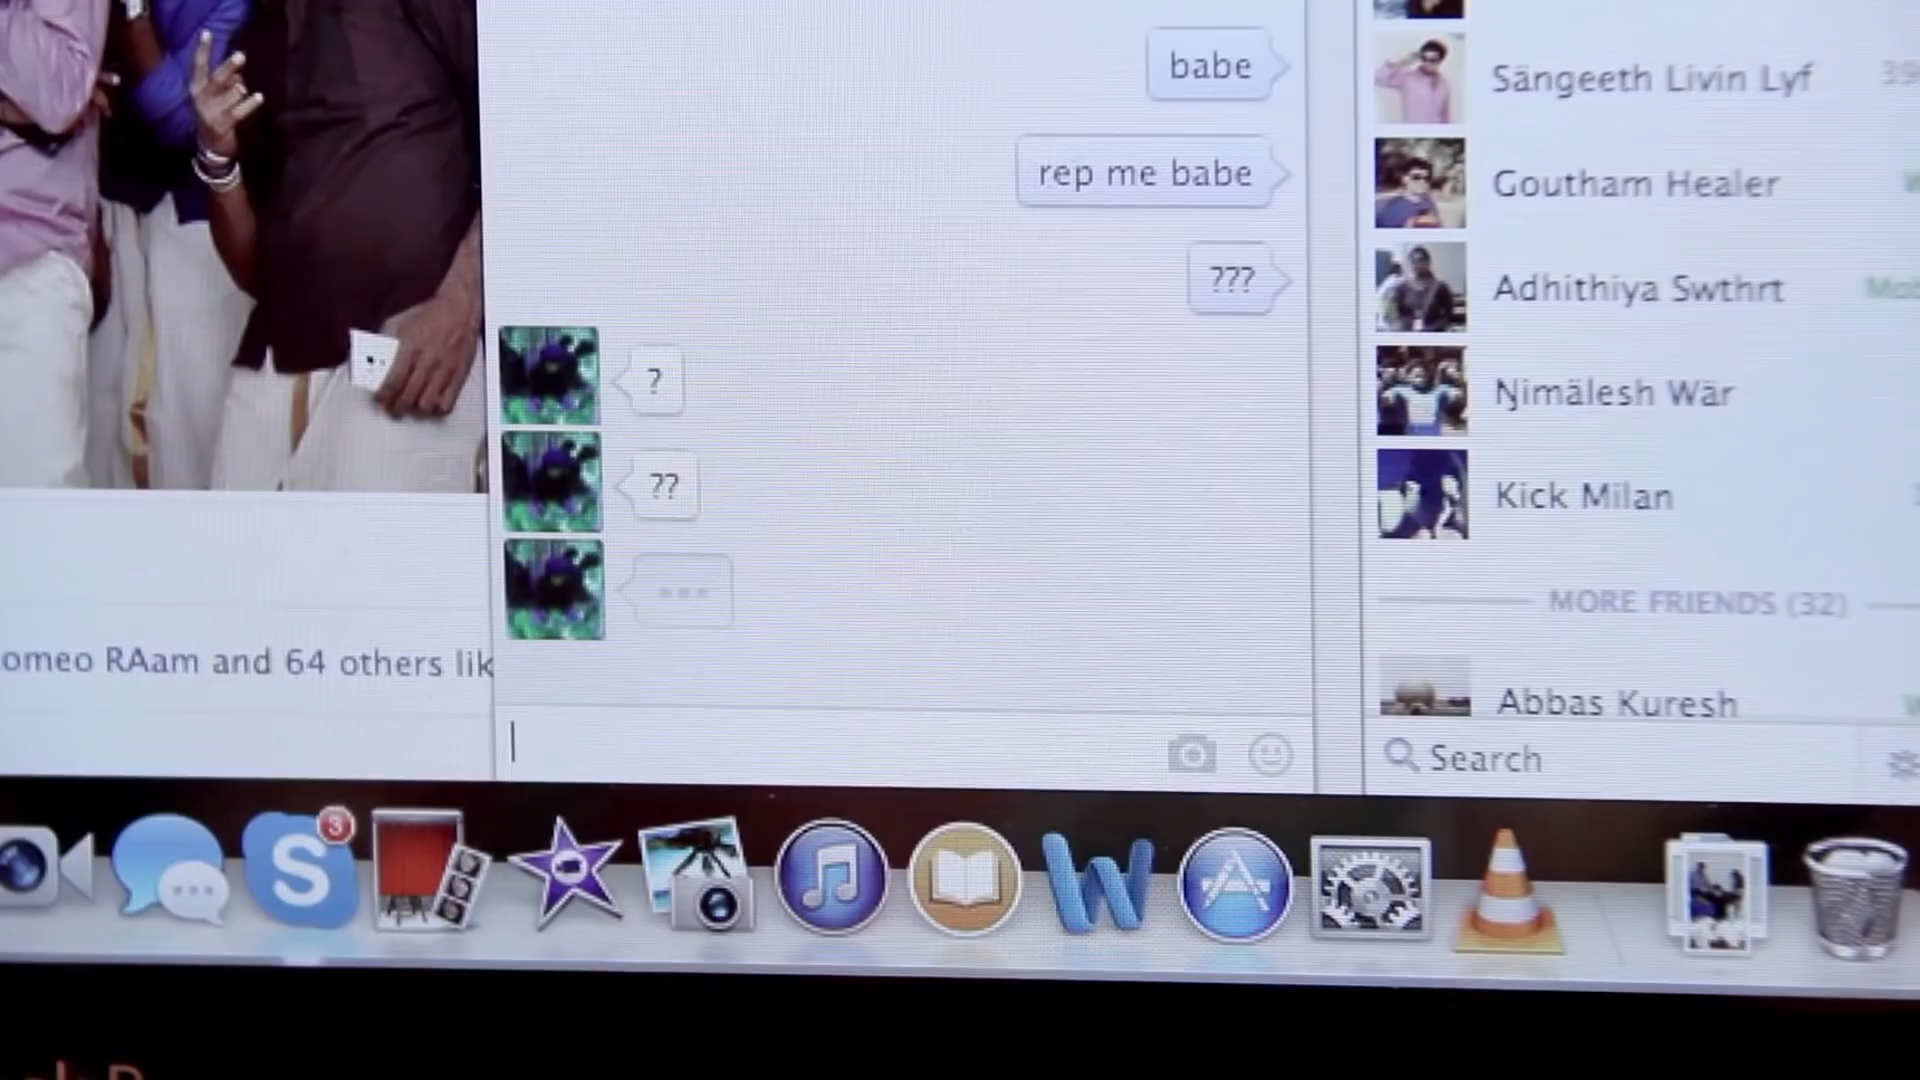 babe
rep me babe
???
?
??
omeo RAam and 64 others lik
Sängeeth Livin Lyf
Goutham Healer
Adhithiya Swthrt
Ŋimälesh Wär
Kick Milan
MORE FRIENDS (32)
Abbas Kuresh
Search
S
3
W